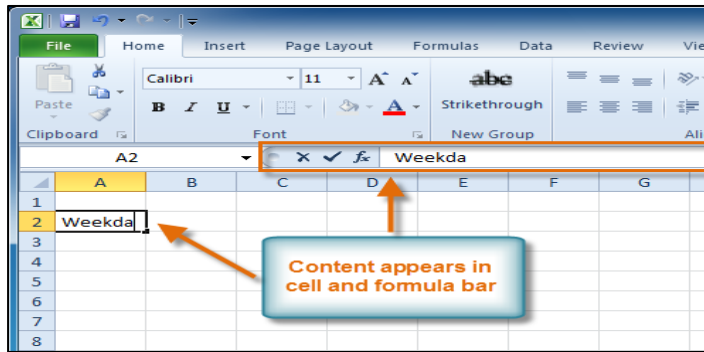 File Home Insert Page Layout Formulas Data Review Vie
Calibri 11 A A abc
Paste B I U A Strikethrough
Clipboard Font New Group Ali
A2 fx Weekda
A B C D E F G
1
2 Weekda
3
4
5
6
7
8
Content appears in
cell and formula bar